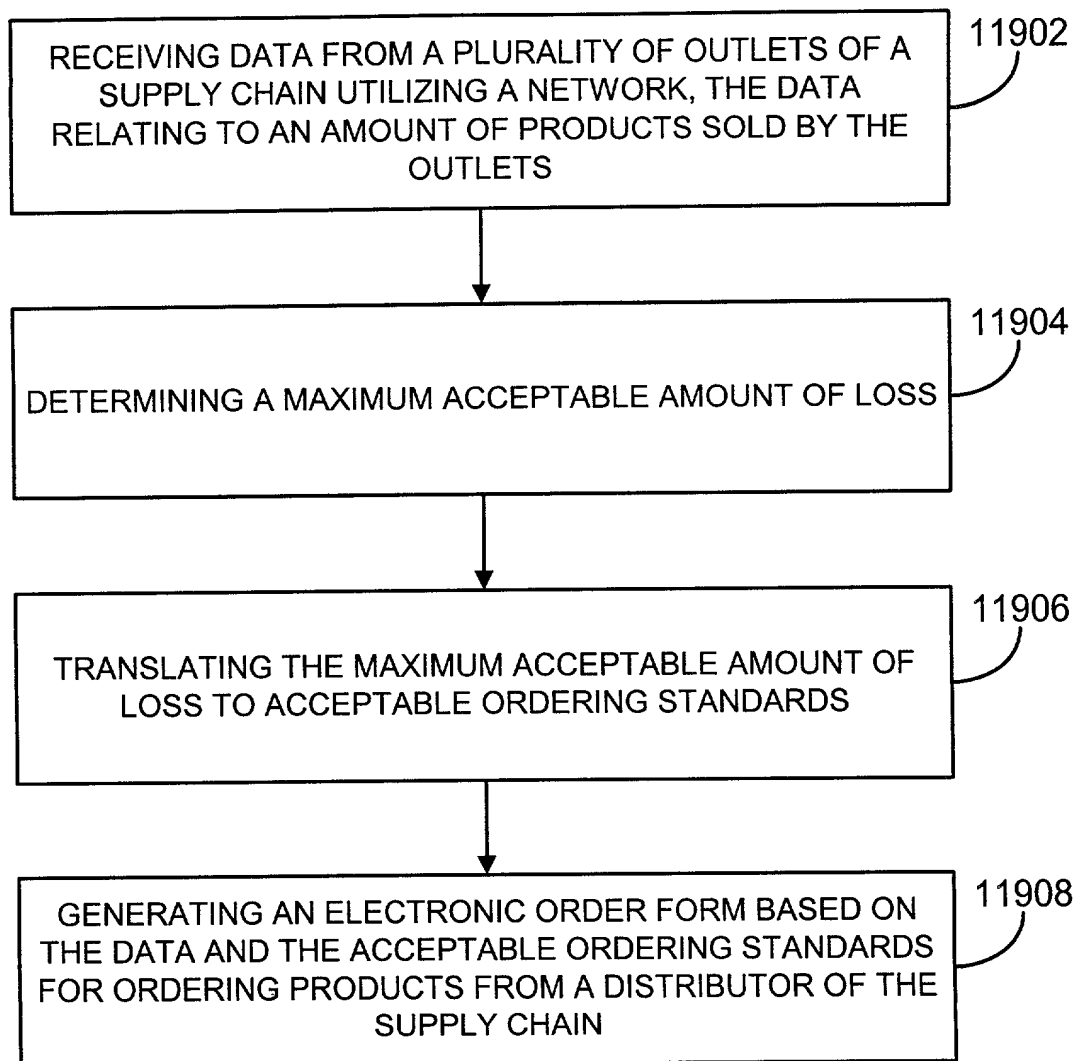 RECEIVING DATA FROM A PLURALITY OF OUTLETS OF A
SUPPLY CHAIN UTILIZING A NETWORK, THE DATA
RELATING TO AN AMOUNT OF PRODUCTS SOLD BY THE
OUTLETS
11902
DETERMINING A MAXIMUM ACCEPTABLE AMOUNT OF LOSS
11904
TRANSLATING THE MAXIMUM ACCEPTABLE AMOUNT OF
LOSS TO ACCEPTABLE ORDERING STANDARDS
11906
GENERATING AN ELECTRONIC ORDER FORM BASED ON
THE DATA AND THE ACCEPTABLE ORDERING STANDARDS
FOR ORDERING PRODUCTS FROM A DISTRIBUTOR OF THE
SUPPLY CHAIN
11908